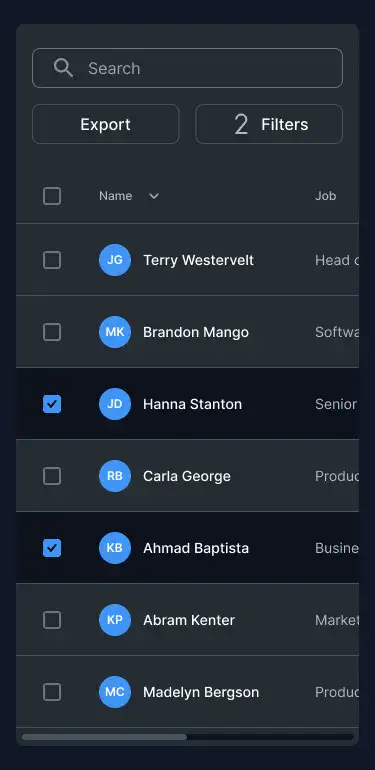 Search
Export
2 Filters
Name Job
JG Terry Westervelt Head
MK Brandon Mango Softwa
JD Hanna Stanton Senior
RB Carla George Produc
KB Ahmad Baptista Busine
KP Abram Kenter Market
MC Madelyn Bergson Produc